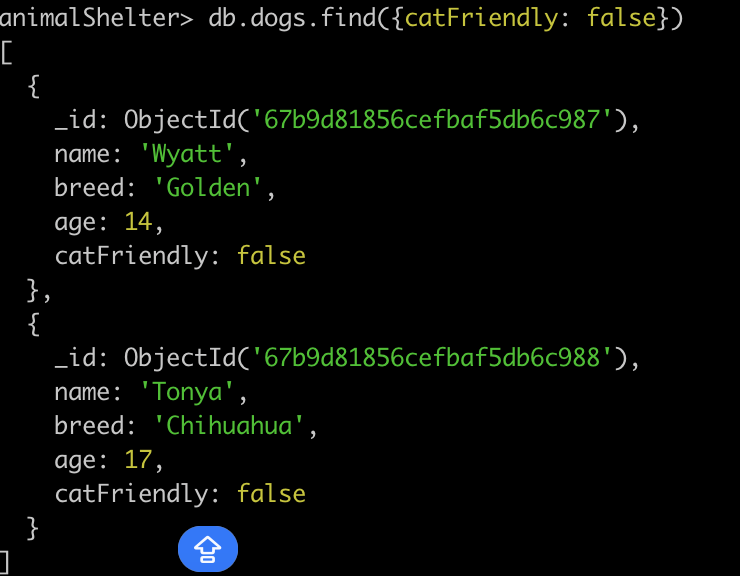 animalShelter> db.dogs.find({catFriendly: false})
[
  {
    _id: ObjectId('67b9d81856cefbaf5db6c987'),
    name: 'Wyatt',
    breed: 'Golden',
    age: 14,
    catFriendly: false
  },
  {
    _id: ObjectId('67b9d81856cefbaf5db6c988'),
    name: 'Tonya',
    breed: 'Chihuahua',
    age: 17,
    catFriendly: false
  }
]